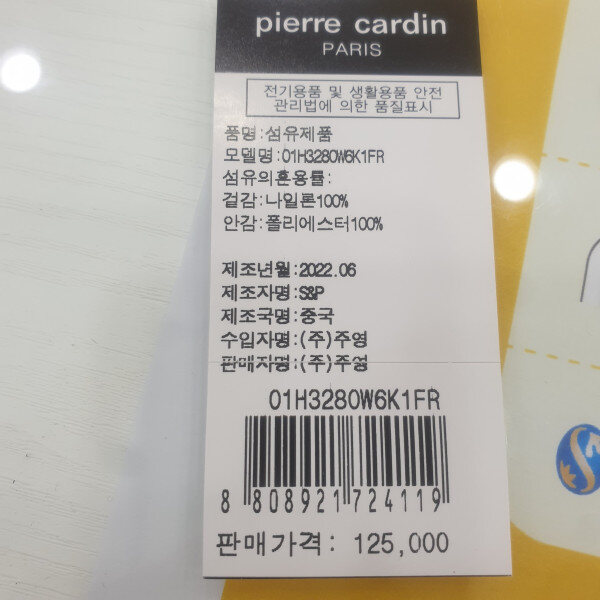 pierre cardin
PARIS
전기용품 및 생활용품 안전
관리법에 의한 품질표시
품명:섬유제품
모델명:01H3280W6K1FR
섬유의혼용률:
겉감:나일론100%
안감:폴리에스터100%
제조년월:2022.06
제조자명:S&P
제조국명:중국
수입자명:(주)주영
판매자명:(주)주영
01H3280W6K1FR
8 808921 724119
판매가격: 125,000